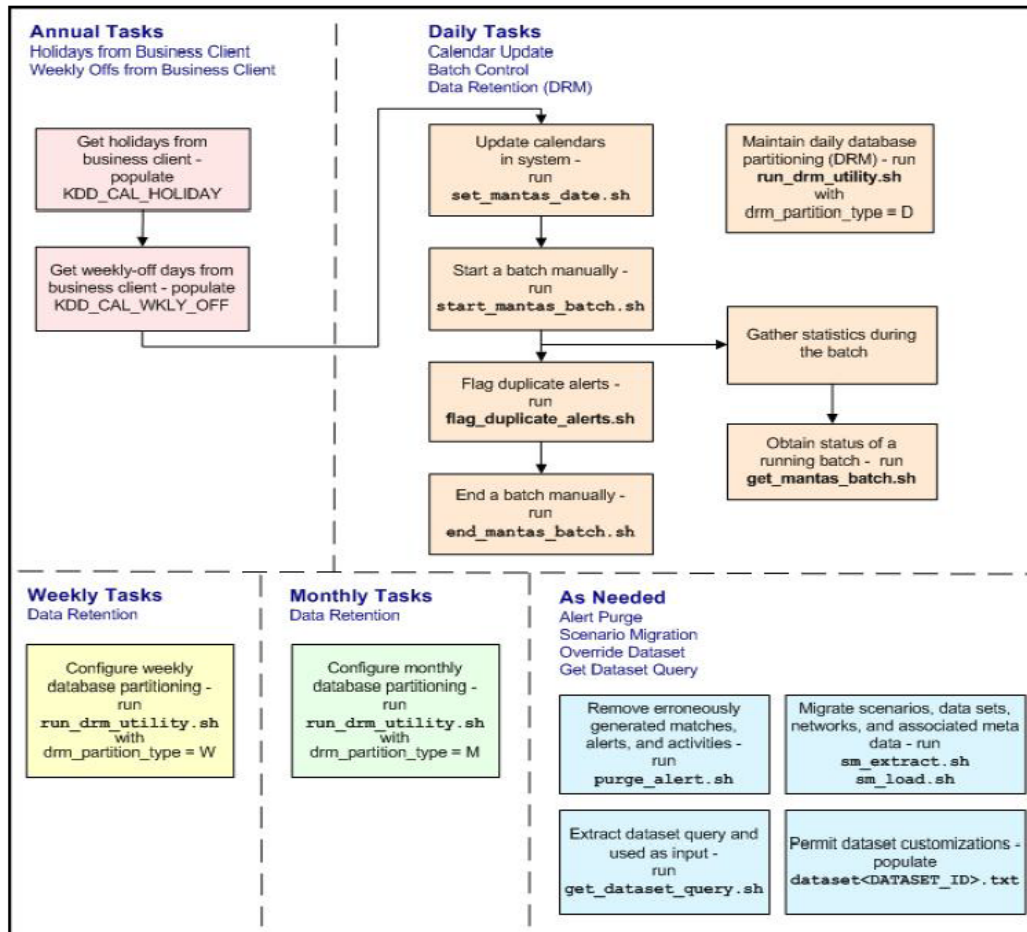 Annual Tasks
Holidays from Business Client
Weekly Offs from Business Client
Get holidays from
business client -
populate
KDD_CAL_HOLIDAY
Get weekly-off days from
business client - populate
KDD_CAL_WKLY_OFF
Daily Tasks
Calendar Update
Batch Control
Data Retention (DRM)
Update calendars
in system -
run
set_mantas_date.sh
Start a batch manually -
run
start_mantas_batch.sh
Flag duplicate alerts -
run
flag_duplicate_alerts.sh
End a batch manually -
run
end_mantas_batch.sh
Maintain daily database
partitioning (DRM) - run
run_drm_utility.sh
with
drm_partition_type = D
Gather statistics during
the batch
Obtain status of a
running batch - run
get_mantas_batch.sh
Weekly Tasks
Data Retention
Configure weekly
database partitioning -
run
run_drm_utility.sh
with
drm_partition_type = W
Monthly Tasks
Data Retention
Configure monthly
database partitioning -
run
run_drm_utility.sh
with
drm_partition_type = M
As Needed
Alert Purge
Scenario Migration
Override Dataset
Get Dataset Query
Remove erroneously
generated matches,
alerts, and activities -
run
purge_alert.sh
Migrate scenarios, data sets,
networks, and associated meta
data - run
sm_extract.sh
sm_load.sh
Extract dataset query and
used as input -
run
get_dataset_query.sh
Permit dataset customizations -
populate
dataset<DATASET_ID>.txt